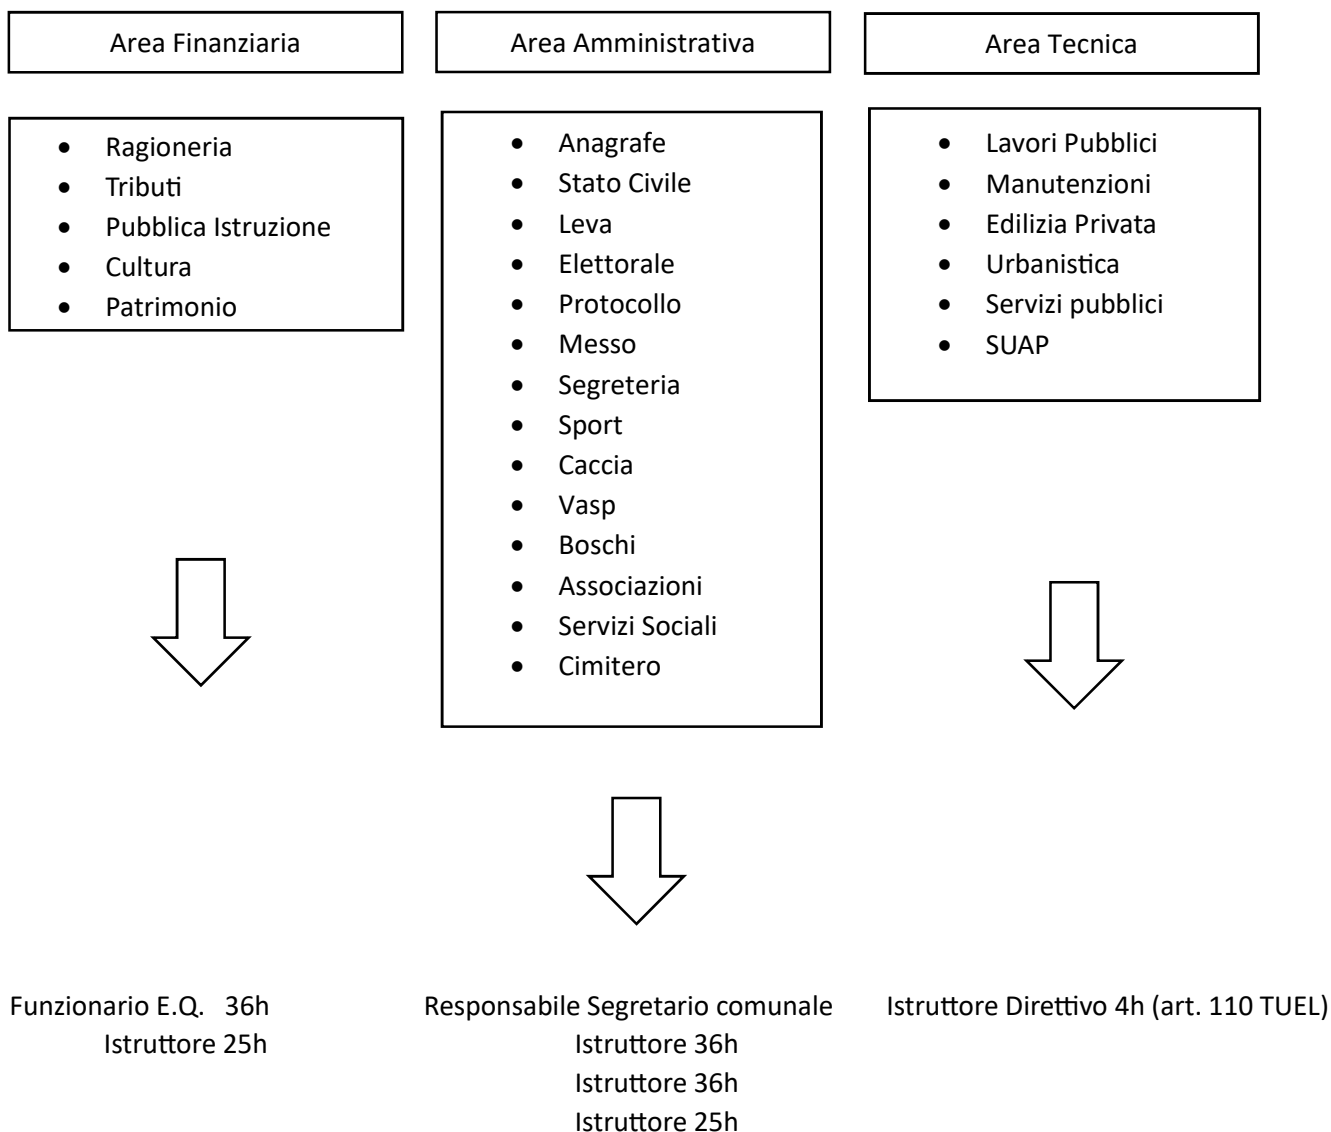 Area Finanziaria
Ragioneria
Tributi
Pubblica Istruzione
Cultura
Patrimonio
Funzionario E.Q. 36h
Istruttore 25h
Area Amministrativa
Anagrafe
Stato Civile
Leva
Elettorale
Protocollo
Messo
Segreteria
Sport
Caccia
Vasp
Boschi
Associazioni
Servizi Sociali
Cimitero
Responsabile Segretario comunale
Istruttore 36h
Istruttore 36h
Istruttore 25h
Area Tecnica
Lavori Pubblici
Manutenzioni
Edilizia Privata
Urbanistica
Servizi pubblici
SUAP
Istruttore Direttivo 4h (art. 110 TUEL)